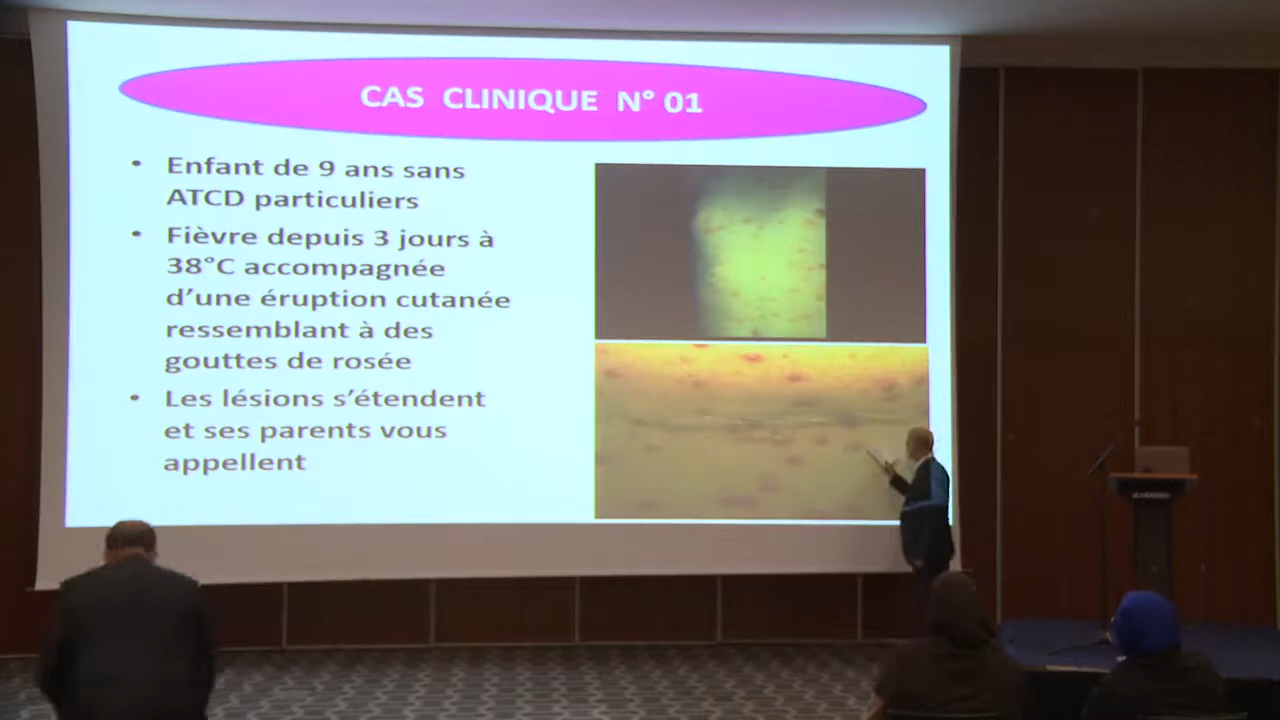 CAS CLINIQUE N° 01
• Enfant de 9 ans sans
ATCD particuliers
• Fièvre depuis 3 jours à
38°C accompagnée
d’une éruption cutanée
ressemblant à des
gouttes de rosée
• Les lésions s’étendent
et ses parents vous
appellent